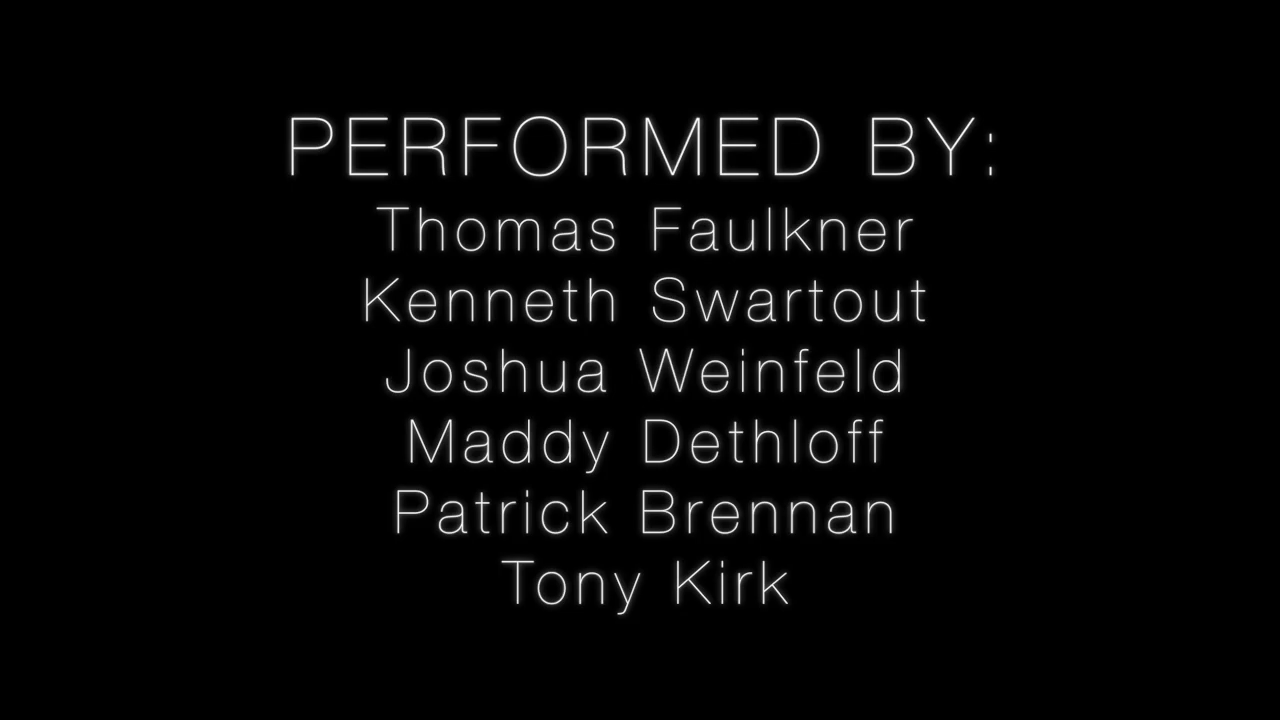 PERFORMED BY:
Thomas Faulkner
Kenneth Swartout
Joshua Weinfeld
Maddy Dethloff
Patrick Brennan
Tony Kirk